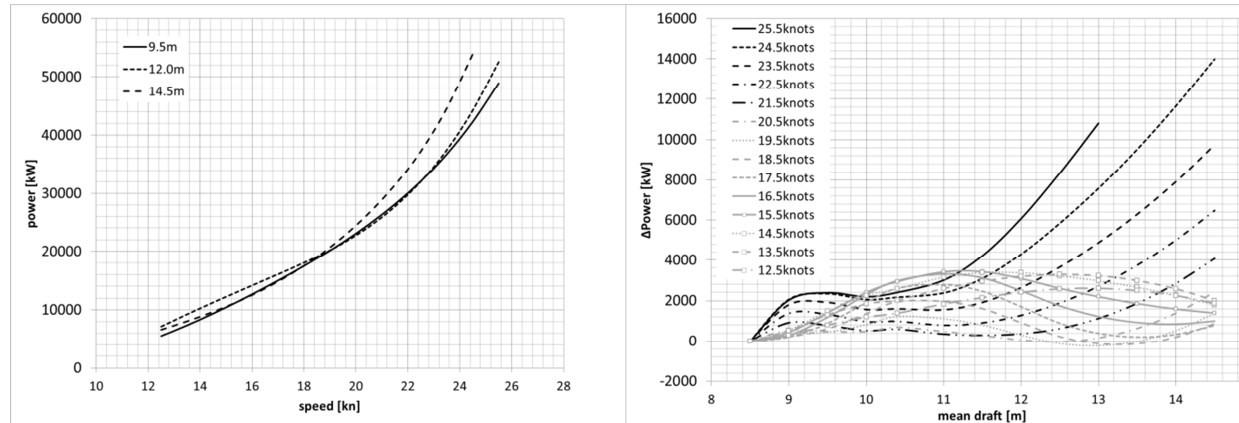 60000
50000
40000
30000
20000
10000
0
power [kW]
9.5m
12.0m
14.5m
10 12 14 16 18 20 22 24 26 28
speed [kn]
16000
14000
12000
10000
8000
6000
4000
2000
0
-2000
ΔPower [kW]
25.5knots
24.5knots
23.5knots
22.5knots
21.5knots
20.5knots
19.5knots
18.5knots
17.5knots
16.5knots
15.5knots
14.5knots
13.5knots
12.5knots
8 9 10 11 12 13 14
mean draft [m]